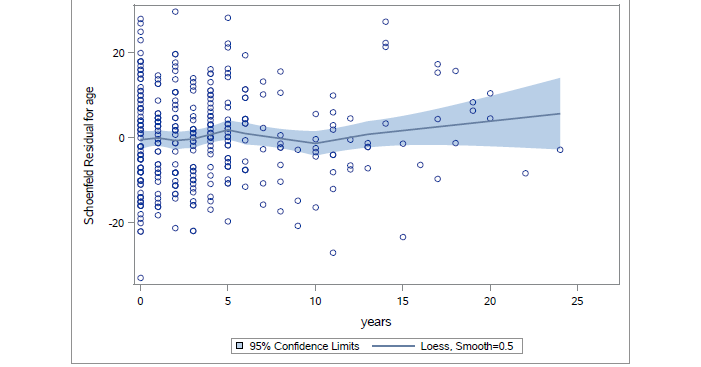 Schoenfeld Residual for age
20
0
-20
0 5 10 15 20 25
years
95% Confidence Limits Loess, Smooth=0.5